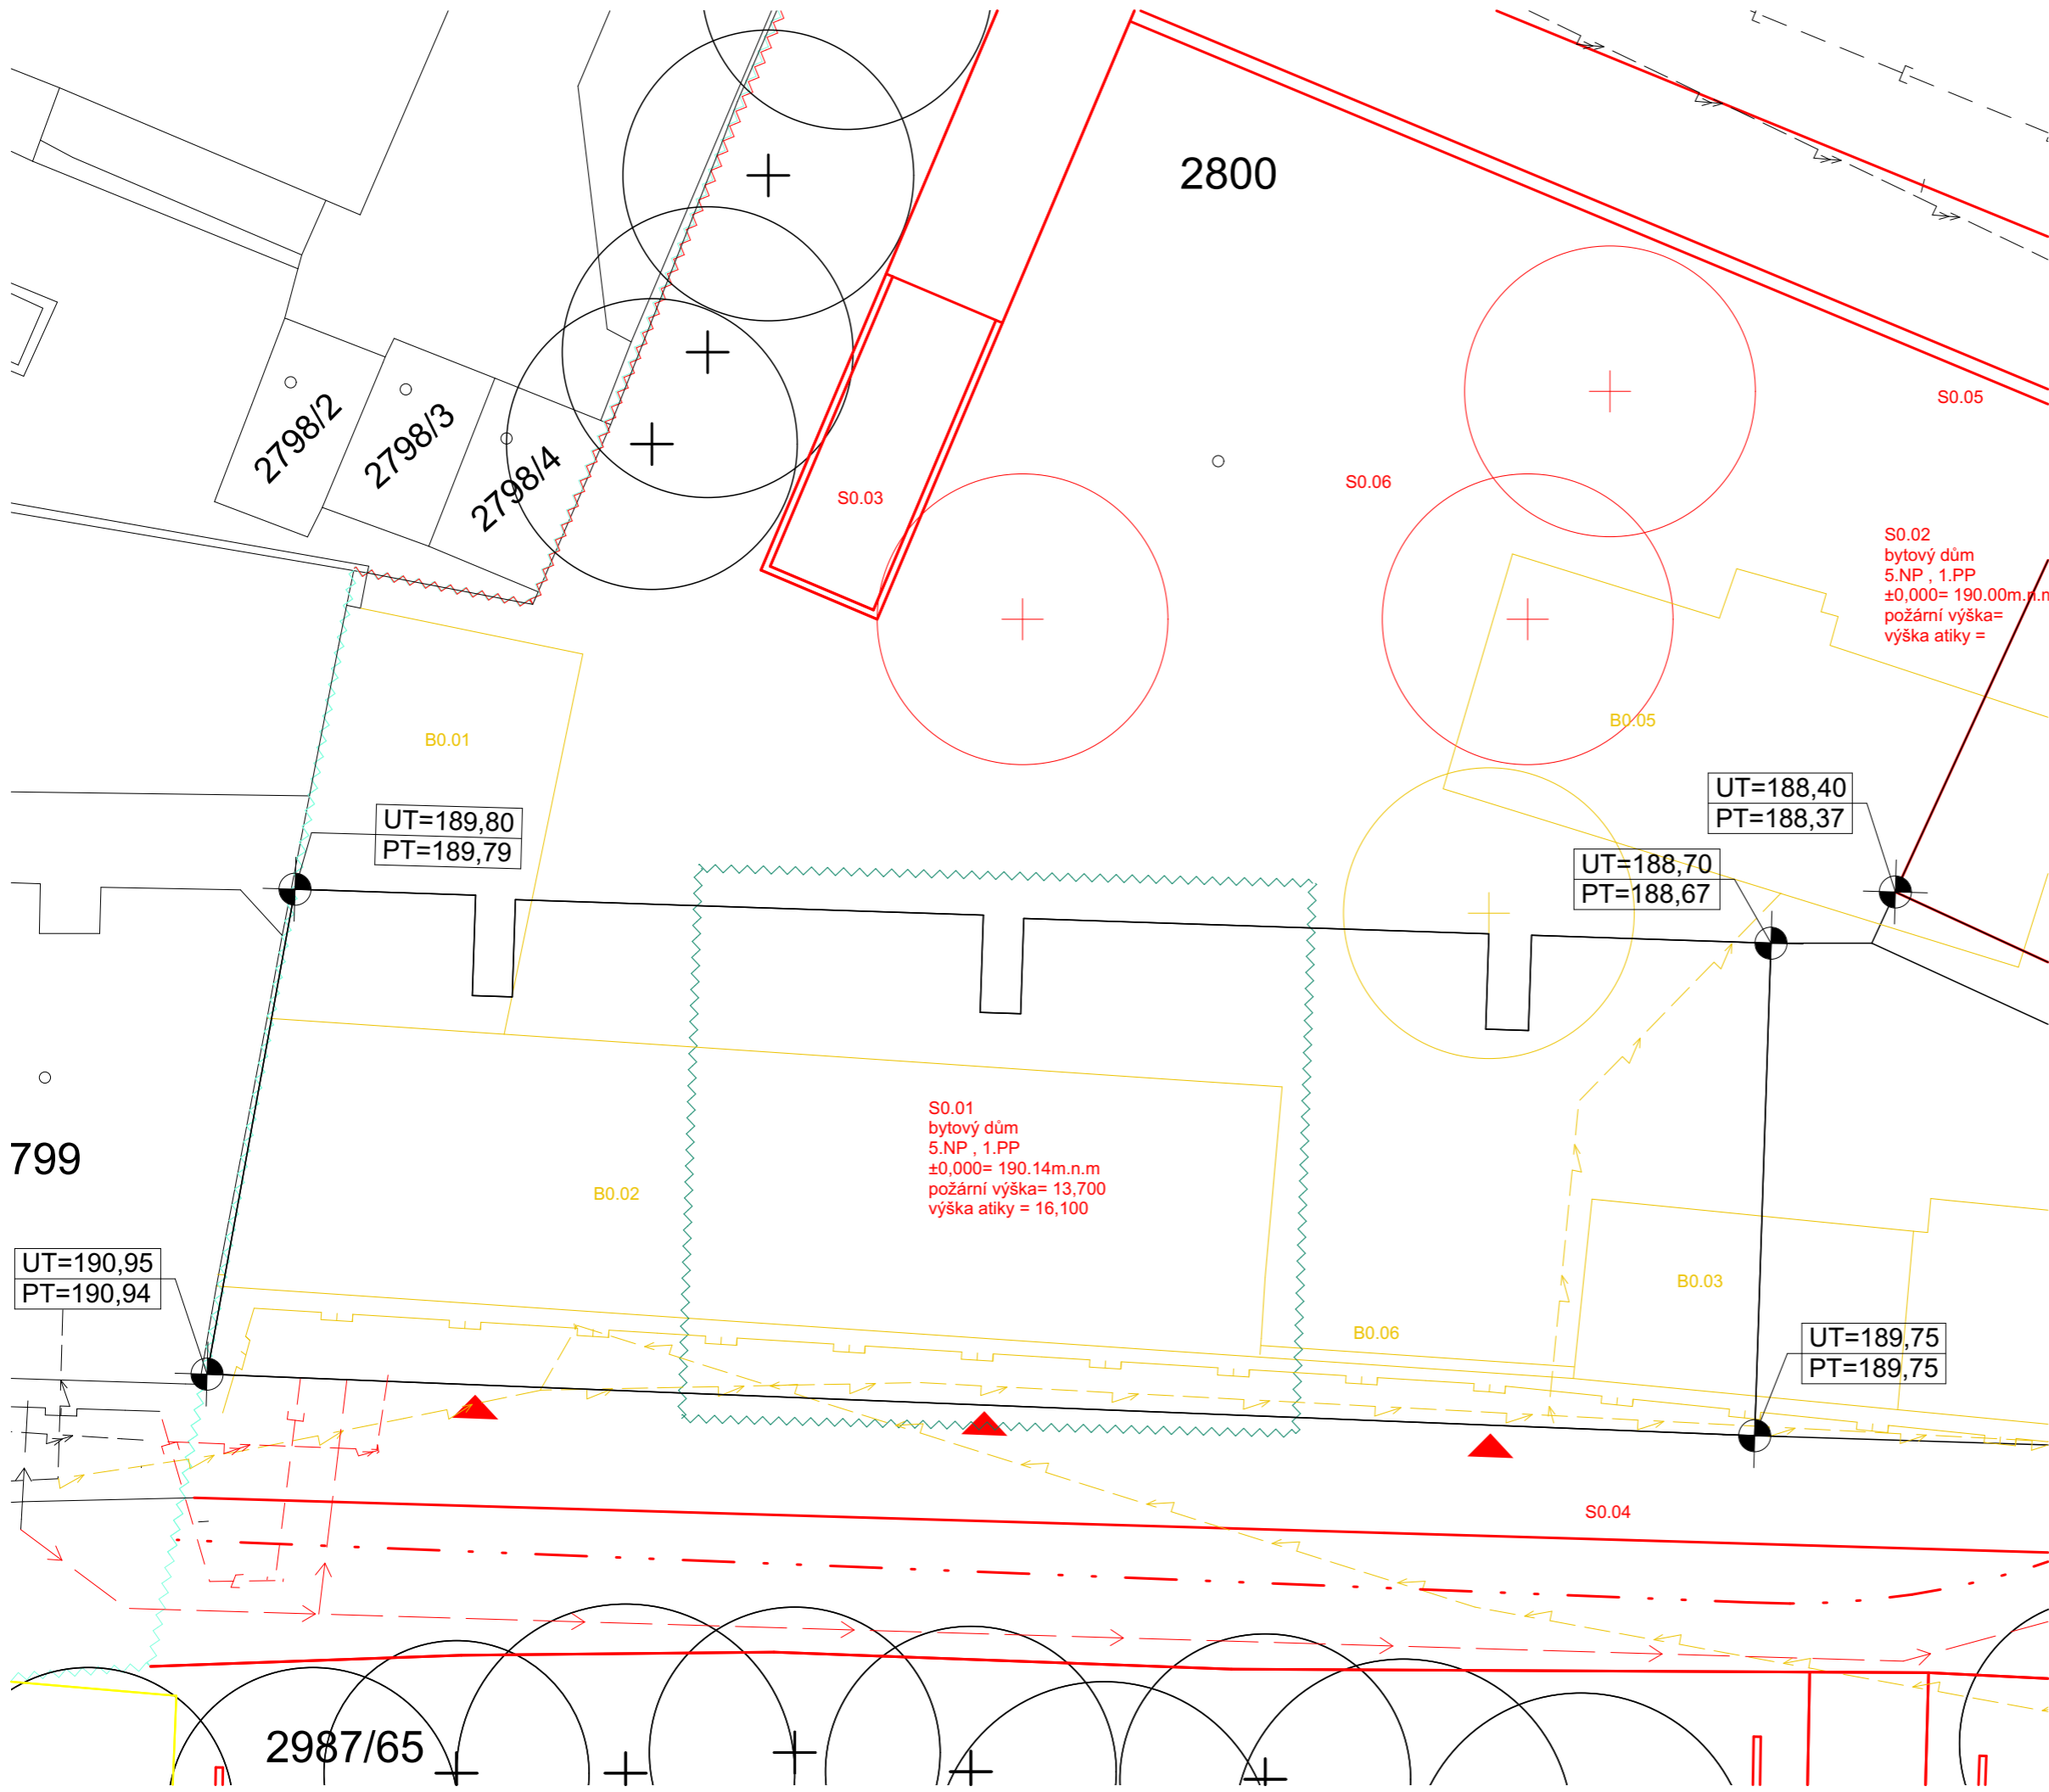 2800
S0.05
2798/2
2798/3
2798/4
S0.03
S0.06
S0.02
bytový dům
5.NP , 1.PP
±0,000= 190.00m.n.
požární výška=
výška atiky =
B0.01
B0.05
UT=189,80
PT=189,79
UT=188,40
PT=188,37
UT=188,70
PT=188,67
S0.01
bytový dům
5.NP , 1.PP
±0,000= 190.14m.n.m
požární výška= 13,700
výška atiky = 16,100
799
B0.02
UT=190,95
PT=190,94
B0.03
B0.06
UT=189,75
PT=189,75
S0.04
2987/65